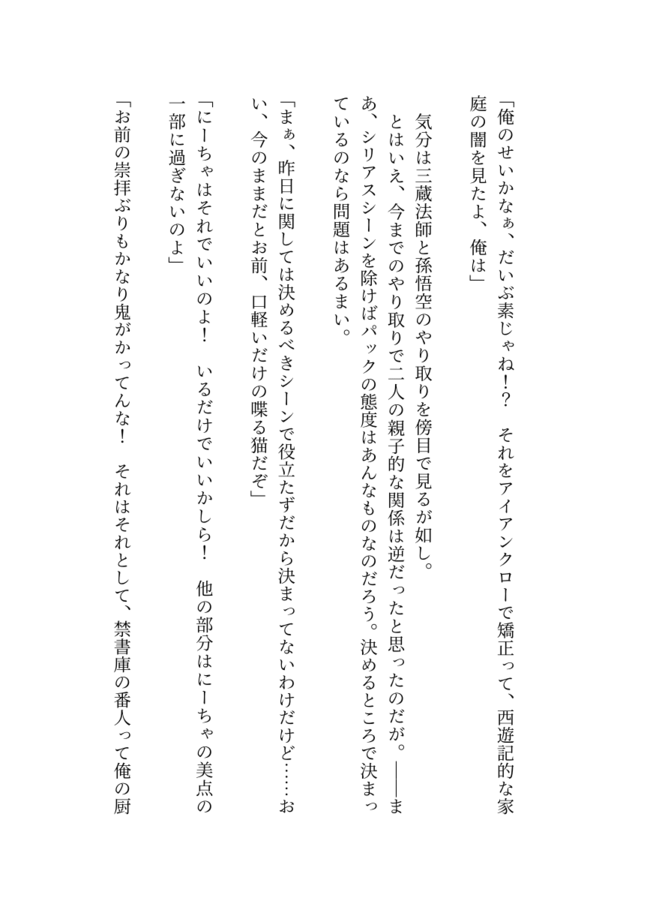 「俺のせいかなぁ、だいぶ素じゃね！？　それをアイアンクローで矯正って、西遊記的な家
庭の闇を見たよ、俺は」
　気分は三蔵法師と孫悟空のやり取りを傍目で見るが如し。
　とはいえ、今までのやり取りで二人の親子的な関係は逆だったと思ったのだが。――ま
あ、シリアスシーンを除けばパックの態度はあんなものなのだろう。決めるところで決まっ
ているのなら問題はあるまい。
「まぁ、昨日に関しては決めるべきシーンで役立たずだから決まってないわけだけど……お
い、今のままだとお前、口軽いだけの喋る猫だぞ」
「にーちゃはそれでいいのよ！　いるだけでいいかしら！　他の部分はにーちゃの美点の
一部に過ぎないのよ」
「お前の崇拝ぶりもかなり鬼がかってんな！　それはそれとして、禁書庫の番人って俺の厨